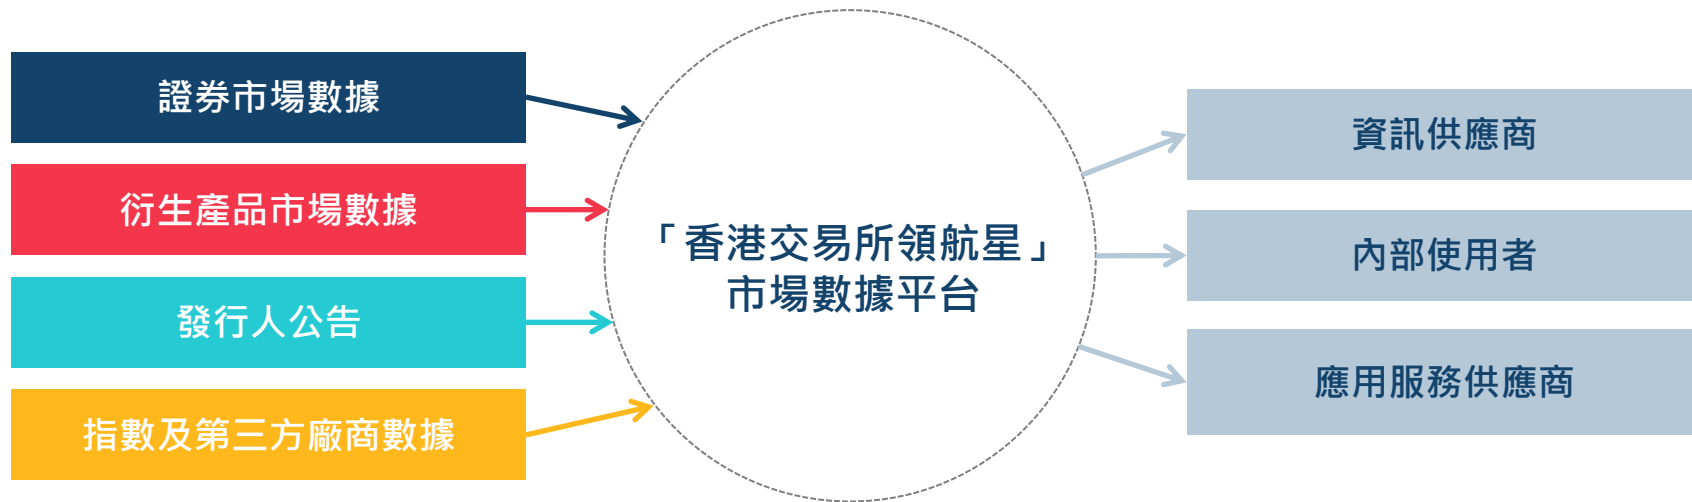 證券市場數據
衍生產品市場數據
發行人公告
指數及第三方廠商數據
「香港交易所領航星」
市場數據平台
資訊供應商
內部使用者
應用服務供應商